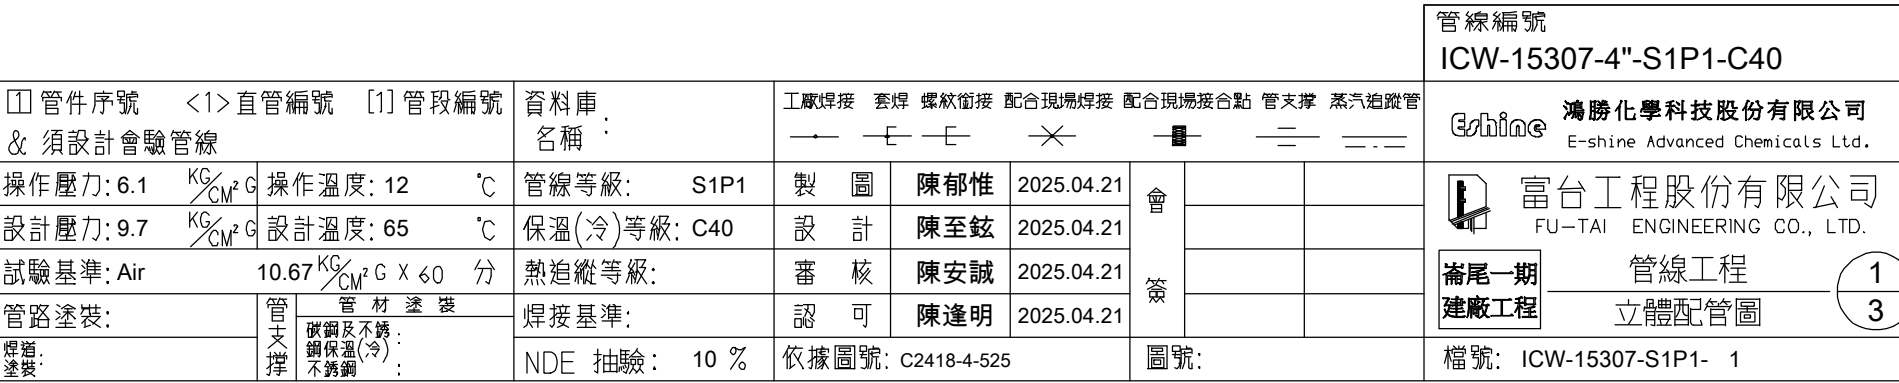 管線編號
ICW-15307-4"-S1P1-C40
1 管件序號 <1>直管編號 [1]管段編號
& 須設計會驗管線
資料庫
名稱 :
工廠焊接 套焊 螺紋銜接 配合現場焊接 配合現場接合點 管支撐 蒸汽追蹤管
Eshine 鴻勝化學科技股份有限公司
E-shine Advanced Chemicals Ltd.
操作壓力: 6.1 KG/CM² G 操作溫度: 12 °C 管線等級: S1P1 製圖 陳郁惟 2025.04.21
設計壓力: 9.7 KG/CM² G 設計溫度: 65 °C 保溫(冷)等級: C40 設計 陳至鉉 2025.04.21
試驗基準: Air 10.67 KG/CM² G X 60 分 熱追縱等級: 審核 陳安誠 2025.04.21
管路塗裝: 管支撐 管材塗裝 焊接基準: 認可 陳逢明 2025.04.21
會簽
碳鋼及不銹
鋼保溫(冷) :
不銹鋼 :
焊道
塗裝:
NDE 抽驗: 10 % 依據圖號: C2418-4-525 圖號:
富台工程股份有限公司
FU-TAI ENGINEERING CO., LTD.
崙尾一期
建廠工程
管線工程
立體配管圖
1
3
檔號: ICW-15307-S1P1- 1